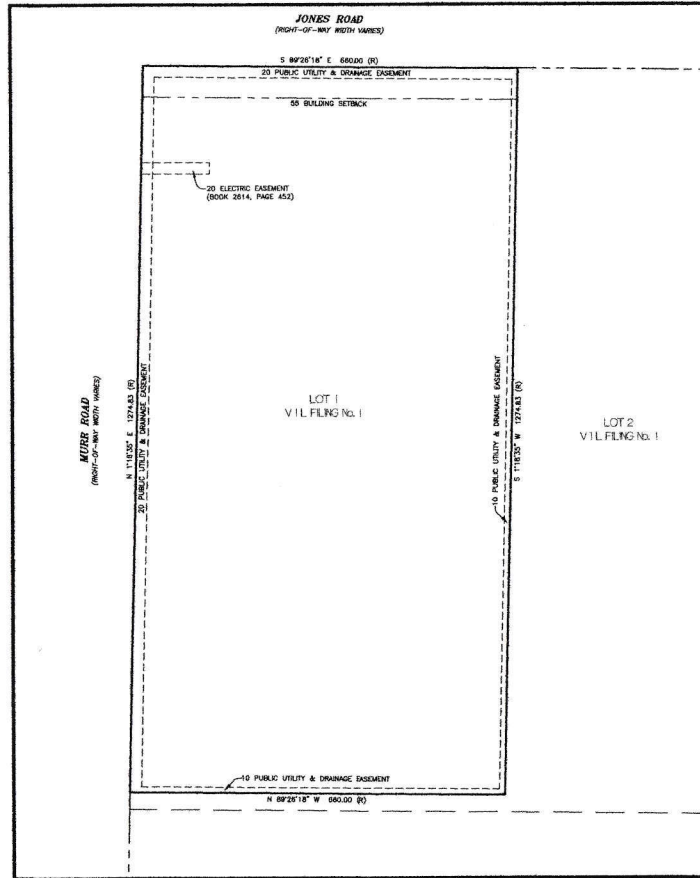 JONES ROAD
(RIGHT-OF-WAY WIDTH VARIES)
S 89°26'18" E 660.00 (R)
20 PUBLIC UTILITY & DRAINAGE EASEMENT
55 BUILDING SETBACK
20 ELECTRIC EASEMENT
(BOOK 2614, PAGE 452)
MURR ROAD
(RIGHT-OF-WAY WIDTH VARIES)
N 1°18'35" E 1274.83 (R)
20 PUBLIC UTILITY & DRAINAGE EASEMENT
LOT 1
V I L FILING No. 1
10 PUBLIC UTILITY & DRAINAGE EASEMENT
S 1°18'35" W 1274.83 (R)
LOT 2
V I L FILING No. 1
10 PUBLIC UTILITY & DRAINAGE EASEMENT
N 89°26'18" W 660.00 (R)